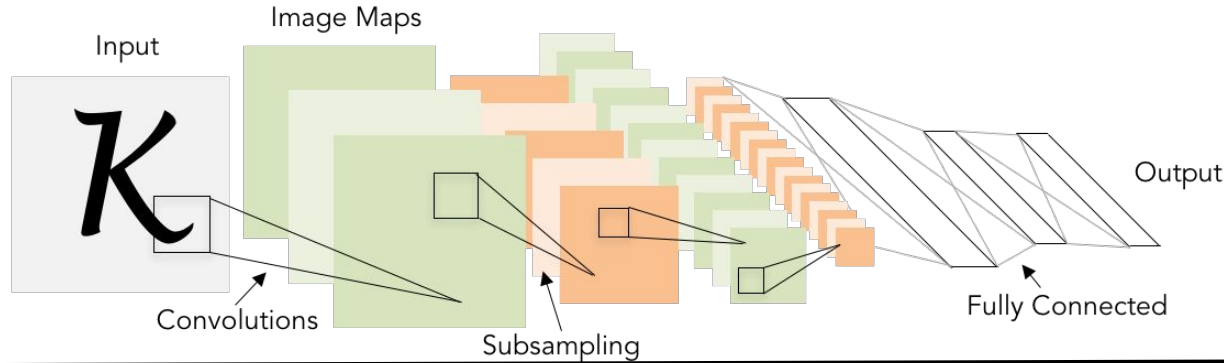 Image Maps
Input
K
Output
Convolutions
Fully Connected
Subsampling